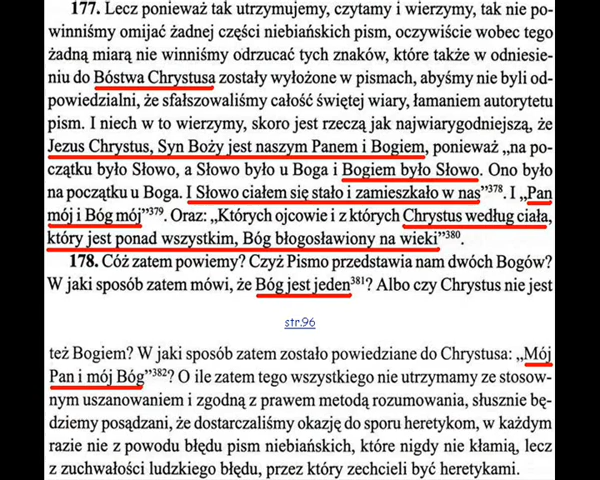 177. Lecz ponieważ tak utrzymujemy, czytamy i wierzymy, tak nie po-
winniśmy omijać żadnej części niebiańskich pism, oczywiście wobec tego
żadną miarą nie winniśmy odrzucać tych znaków, które także w odniesie-
niu do Bóstwa Chrystusa zostały wyłożone w pismach, abyśmy nie byli od-
powiedzialni, że sfałszowaliśmy całość świętej wiary, łamaniem autorytetu
pism. I niech w to wierzymy, skoro jest rzeczą jak najwiarygodniejszą, że
Jezus Chrystus, Syn Boży jest naszym Panem i Bogiem, ponieważ „na po-
czątku było Słowo, a Słowo było u Boga i Bogiem było Słowo. Ono było
na początku u Boga. I Słowo ciałem się stało i zamieszkało w nas”378. I „Pan
mój i Bóg mój”379. Oraz: „Których ojcowie i z których Chrystus według ciała,
który jest ponad wszystkim, Bóg błogosławiony na wieki”380.
178. Cóż zatem powiemy? Czyż Pismo przedstawia nam dwóch Bogów?
W jaki sposób zatem mówi, że Bóg jest jeden381? Albo czy Chrystus nie jest
str.96
też Bogiem? W jaki sposób zatem zostało powiedziane do Chrystusa: „Mój
Pan i mój Bóg”382? O ile zatem tego wszystkiego nie utrzymamy ze stosow-
nym uszanowaniem i zgodną z prawem metodą rozumowania, słusznie bę-
dziemy posądzani, że dostarczaliśmy okazję do sporu heretykom, w każdym
razie nie z powodu błędu pism niebiańskich, które nigdy nie kłamią, lecz
z zuchwałości ludzkiego błędu, przez który zechcieli być heretykami.